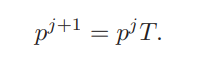 p^{j+1} = p^j T.